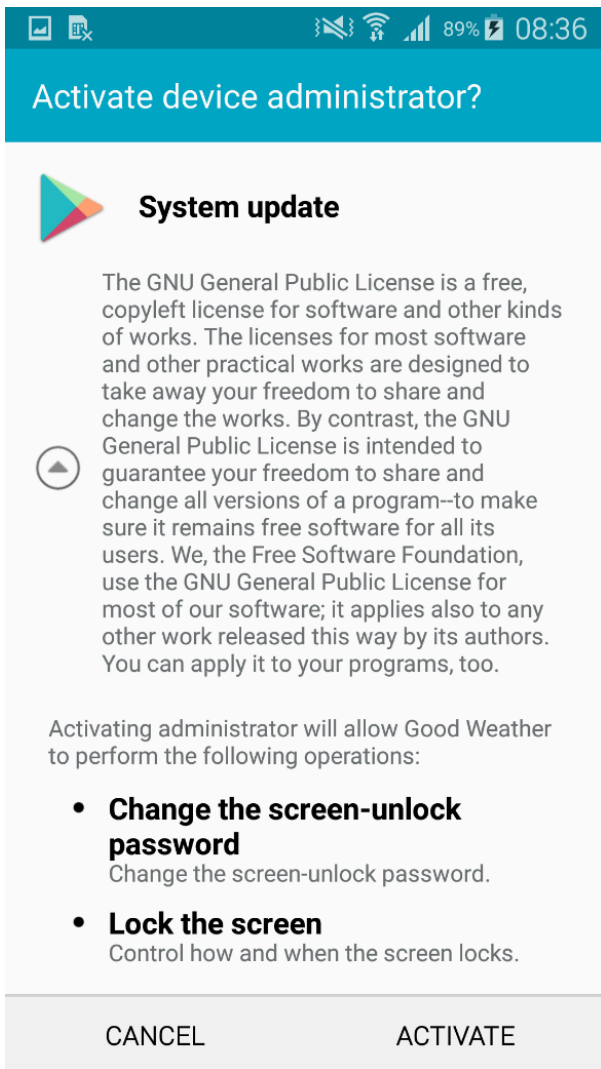 89% 08:36
Activate device administrator?
System update
The GNU General Public License is a free,
copyleft license for software and other kinds
of works. The licenses for most software
and other practical works are designed to
take away your freedom to share and
change the works. By contrast, the GNU
General Public License is intended to
guarantee your freedom to share and
change all versions of a program--to make
sure it remains free software for all its
users. We, the Free Software Foundation,
use the GNU General Public License for
most of our software; it applies also to any
other work released this way by its authors.
You can apply it to your programs, too.
Activating administrator will allow Good Weather
to perform the following operations:
• Change the screen-unlock
password
Change the screen-unlock password.
• Lock the screen
Control how and when the screen locks.
CANCEL ACTIVATE